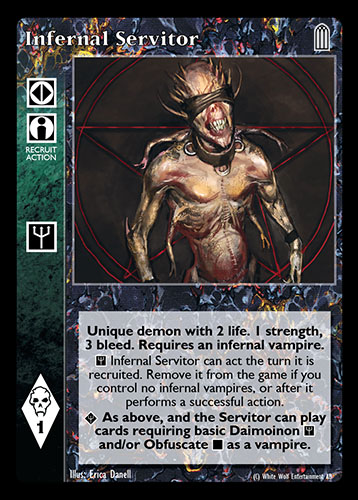 Infernal Servitor
RECRUIT
ACTION
Unique demon with 2 life. 1 strength,
3 bleed. Requires an infernal vampire.
Infernal Servitor can act the turn it is
recruited. Remove it from the game if you
control no infernal vampires, or after it
performs a successful action.
As above, and the Servitor can play
cards requiring basic Daimoinon
and/or Obfuscate as a vampire.
1
Illus: Erica Danell
(C) White Wolf Entertainment AB